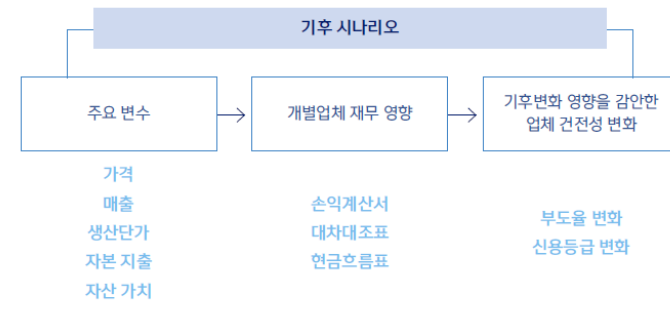 기후 시나리오
주요 변수
개별업체 재무 영향
기후변화 영향을 감안한
업체 건전성 변화
가격
매출
생산단가
자본 지출
자산 가치
손익계산서
대차대조표
현금흐름표
부도율 변화
신용등급 변화